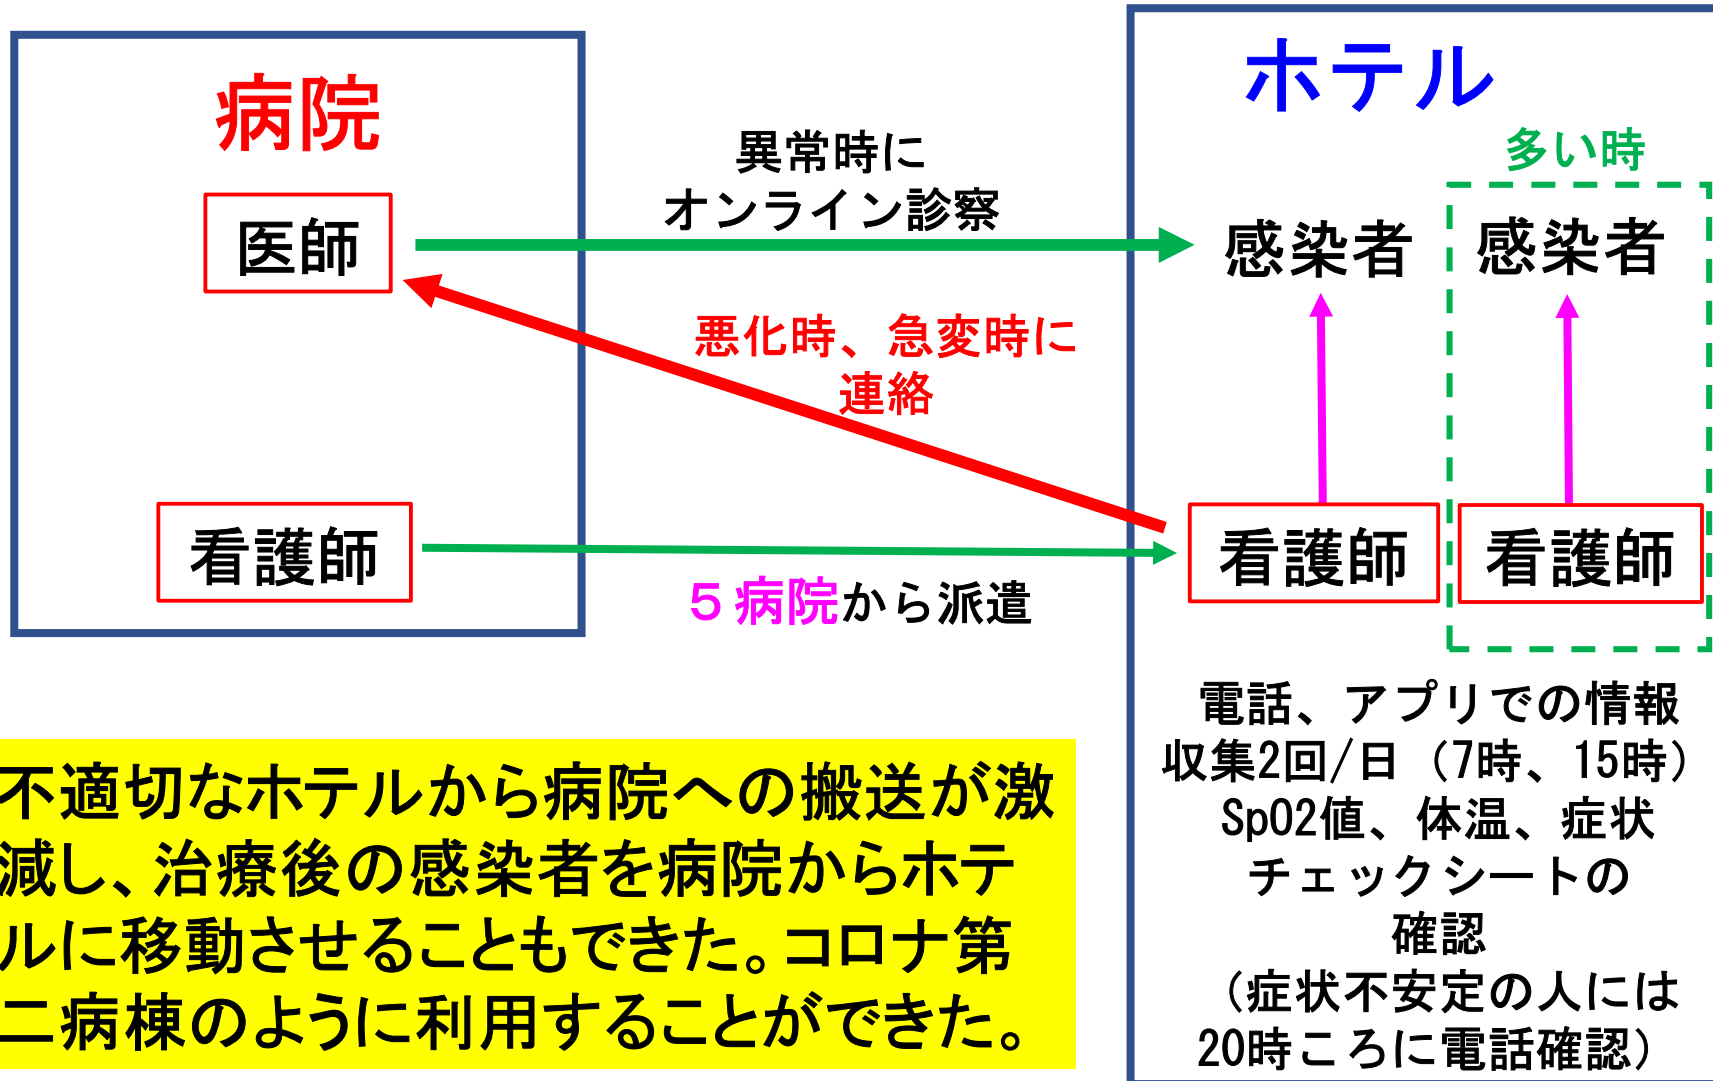 病院
医師
看護師
異常時に
オンライン診察
悪化時、急変時に
連絡
５病院から派遣
ホテル
多い時
感染者
感染者
看護師
看護師
電話、アプリでの情報
収集2回/日（7時、15時）
SpO2値、体温、症状
チェックシートの
確認
（症状不安定の人には
20時ころに電話確認）
不適切なホテルから病院への搬送が激
減し、治療後の感染者を病院からホテ
ルに移動させることもできた。コロナ第
二病棟のように利用することができた。